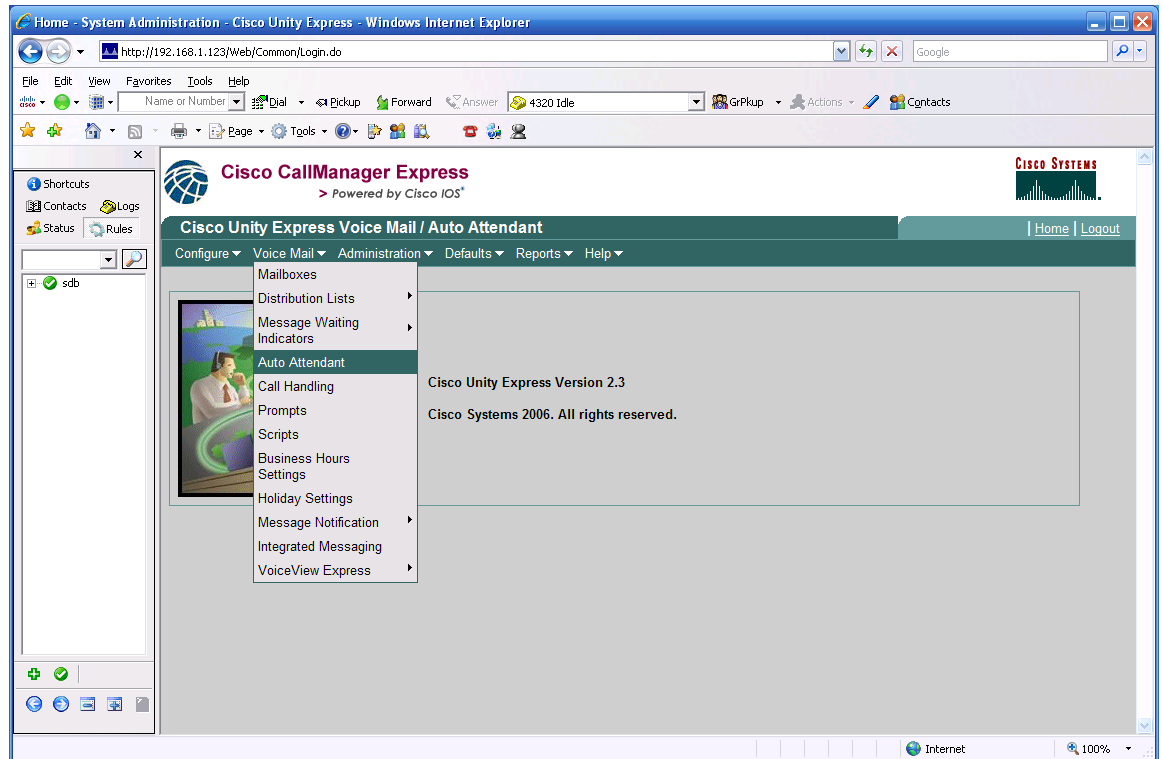 Home - System Administration - Cisco Unity Express - Windows Internet Explorer
http://192.168.1.123/Web/Common/Login.do
Google
File Edit View Favorites Tools Help
cisco Name or Number Dial Pickup Forward Answer 4320 Idle GrPkup Actions Contacts
Page Tools
Shortcuts
Contacts Logs
Status Rules
sdb
Cisco CallManager Express
> Powered by Cisco IOS®
CISCO SYSTEMS
Cisco Unity Express Voice Mail / Auto Attendant
| Home | Logout
Configure Voice Mail Administration Defaults Reports Help
Mailboxes
Distribution Lists
Message Waiting
Indicators
Auto Attendant
Call Handling
Prompts
Scripts
Business Hours
Settings
Holiday Settings
Message Notification
Integrated Messaging
VoiceView Express
Cisco Unity Express Version 2.3
Cisco Systems 2006. All rights reserved.
Internet 100%